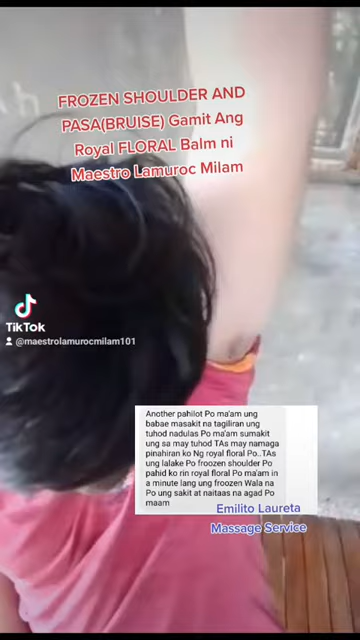 FROZEN SHOULDER AND
PASA(BRUISE) Gamit Ang
Royal FLORAL Balm ni
Maestro Lamuroc Milam
TikTok
@maestrolamurocmilam101
Another pahilot Po ma'am ung
babae masakit na tagiliran ung
tuhod nadulas Po ma'am sumakit
ung sa may tuhod TAs may namaga
pinahiran ko Ng royal floral Po..TAs
ung lalake Po froozen shoulder Po
pahid ko rin royal floral Po ma'am in
a minute lang ung froozen Wala na
Po ung sakit at naitaas na agad Po
maam
Emilito Laureta
Massage Service